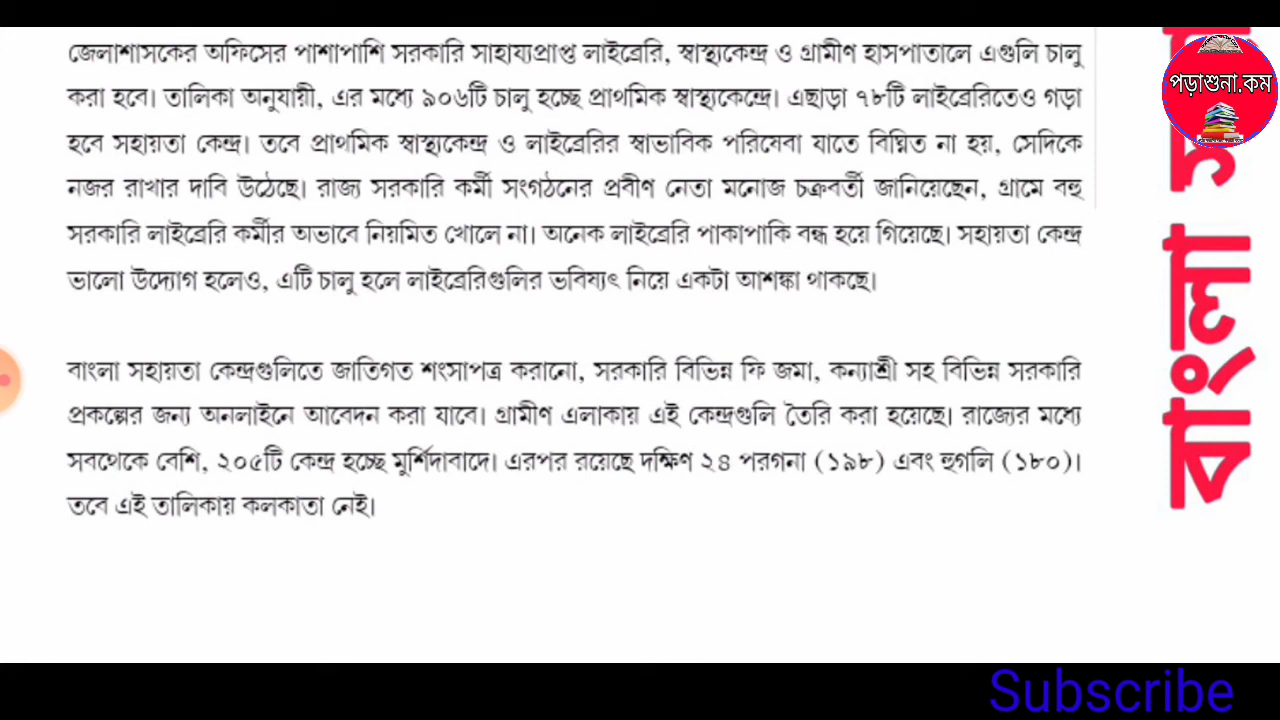 জেলাশাসকের অফিসের পাশাপাশি সরকারি সাহায্যপ্রাপ্ত লাইব্রেরি, স্বাস্থ্যকেন্দ্র ও গ্রামীণ হাসপাতালে এগুলি চালু
করা হবে। তালিকা অনুযায়ী, এর মধ্যে ৯০৬টি চালু হচ্ছে প্রাথমিক স্বাস্থ্যকেন্দ্রে। এছাড়া ৭৮টি লাইব্রেরিতেও গড়া
হবে সহায়তা কেন্দ্র। তবে প্রাথমিক স্বাস্থ্যকেন্দ্র ও লাইব্রেরির স্বাভাবিক পরিষেবা যাতে বিঘ্নিত না হয়, সেদিকে
নজর রাখার দাবি উঠেছে। রাজ্য সরকারি কর্মী সংগঠনের প্রবীণ নেতা মনোজ চক্রবর্তী জানিয়েছেন, গ্রামে বহু
সরকারি লাইব্রেরি কর্মীর অভাবে নিয়মিত খোলে না। অনেক লাইব্রেরি পাকাপাকি বন্ধ হয়ে গিয়েছে। সহায়তা কেন্দ্র
ভালো উদ্যোগ হলেও, এটি চালু হলে লাইব্রেরিগুলির ভবিষ্যৎ নিয়ে একটা আশঙ্কা থাকছে।
বাংলা সহায়তা কেন্দ্রগুলিতে জাতিগত শংসাপত্র করানো, সরকারি বিভিন্ন ফি জমা, কন্যাশ্রী সহ বিভিন্ন সরকারি
প্রকল্পের জন্য অনলাইনে আবেদন করা যাবে। গ্রামীণ এলাকায় এই কেন্দ্রগুলি তৈরি করা হয়েছে। রাজ্যের মধ্যে
সবথেকে বেশি, ২০৫টি কেন্দ্র হচ্ছে মুর্শিদাবাদে। এরপর রয়েছে দক্ষিণ ২৪ পরগনা (১৯৮) এবং হুগলি (১৮০)।
তবে এই তালিকায় কলকাতা নেই।
পড়াশুনা.কম
বাংলা স
Subscribe